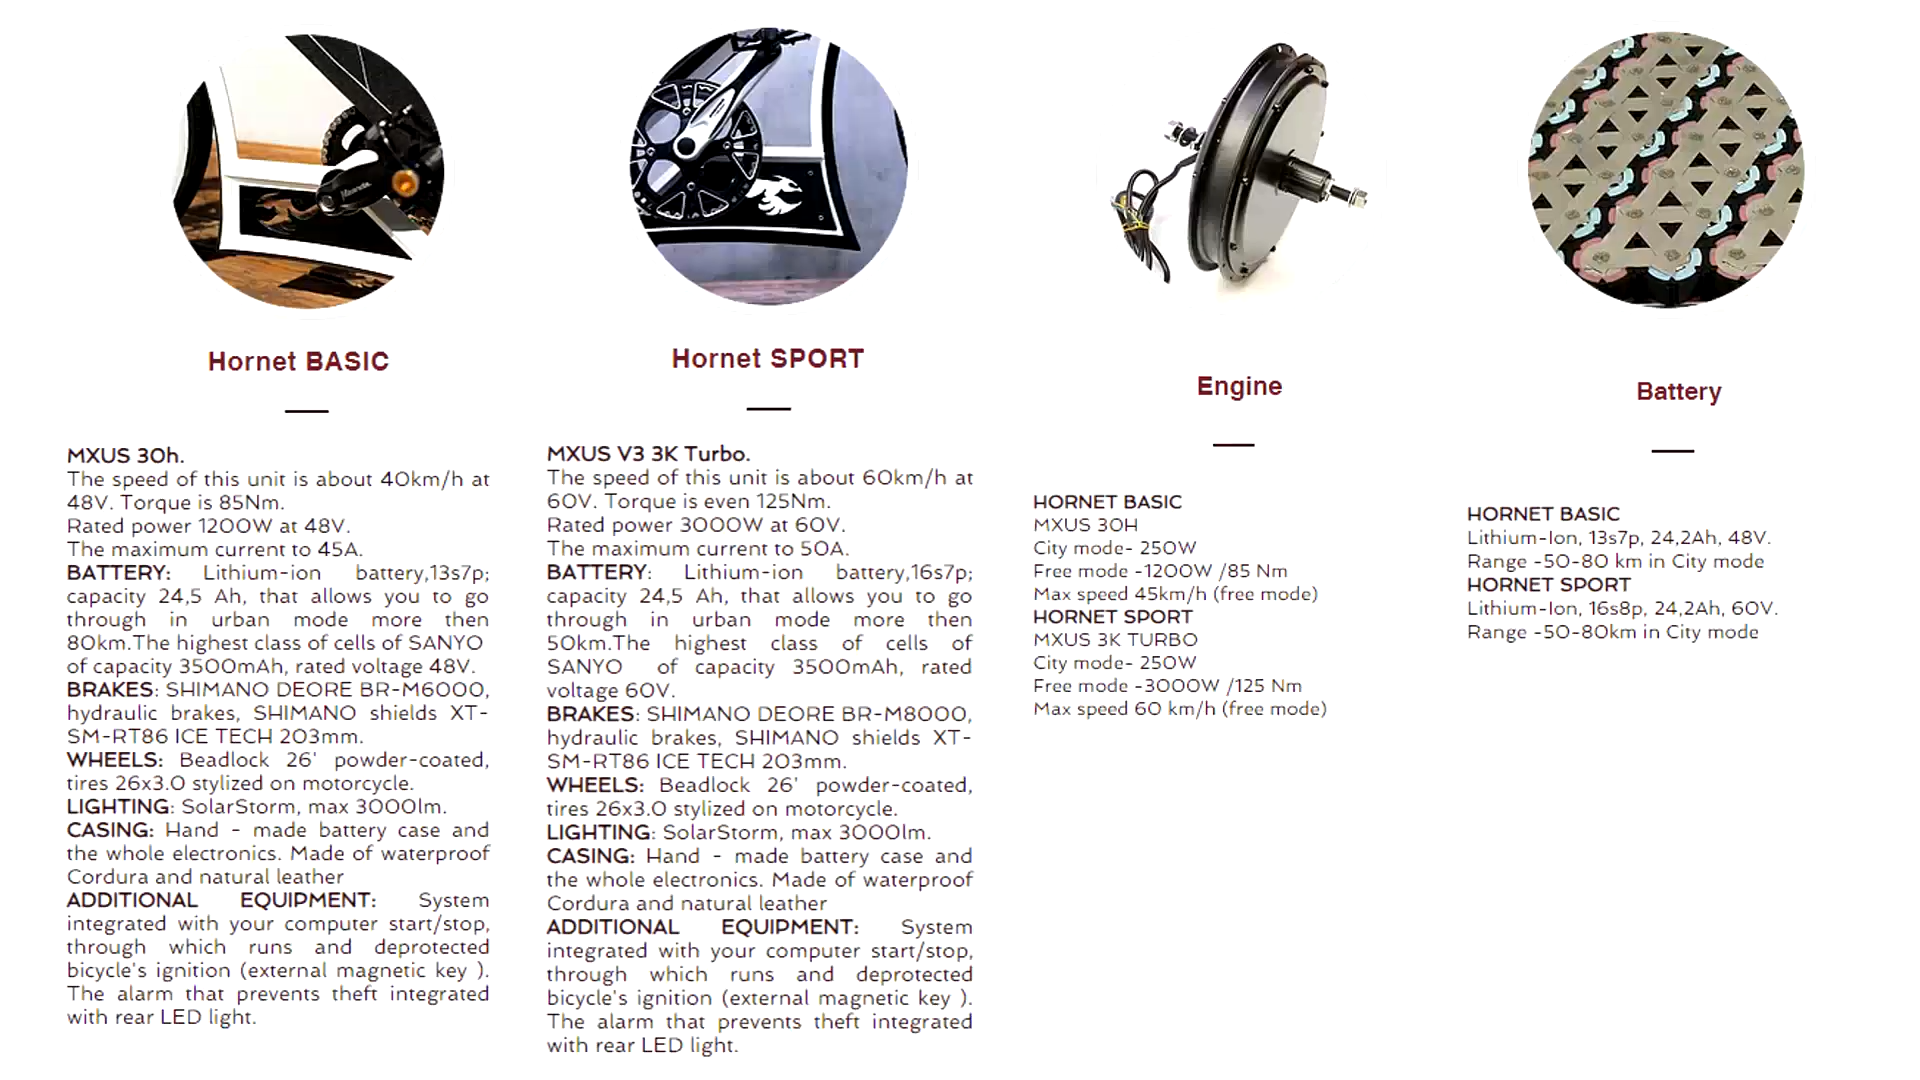 Hornet BASIC
MXUS 30h.
The speed of this unit is about 40km/h at
48V. Torque is 85Nm.
Rated power 1200W at 48V.
The maximum current to 45A.
BATTERY: Lithium-ion battery,13s7p;
capacity 24,5 Ah, that allows you to go
through in urban mode more then
80km.The highest class of cells of SANYO
of capacity 3500mAh, rated voltage 48V.
BRAKES: SHIMANO DEORE BR-M6000,
hydraulic brakes, SHIMANO shields XT-
SM-RT86 ICE TECH 203mm.
WHEELS: Beadlock 26' powder-coated,
tires 26x3.0 stylized on motorcycle.
LIGHTING: SolarStorm, max 3000lm.
CASING: Hand - made battery case and
the whole electronics. Made of waterproof
Cordura and natural leather
ADDITIONAL EQUIPMENT: System
integrated with your computer start/stop,
through which runs and deprotected
bicycle's ignition (external magnetic key ).
The alarm that prevents theft integrated
with rear LED light.
Hornet SPORT
MXUS V3 3K Turbo.
The speed of this unit is about 60km/h at
60V. Torque is even 125Nm.
Rated power 3000W at 60V.
The maximum current to 50A.
BATTERY: Lithium-ion battery,16s7p;
capacity 24,5 Ah, that allows you to go
through in urban mode more then
50km.The highest class of cells of
SANYO of capacity 3500mAh, rated
voltage 60V.
BRAKES: SHIMANO DEORE BR-M8000,
hydraulic brakes, SHIMANO shields XT-
SM-RT86 ICE TECH 203mm.
WHEELS: Beadlock 26' powder-coated,
tires 26x3.0 stylized on motorcycle.
LIGHTING: SolarStorm, max 3000lm.
CASING: Hand - made battery case and
the whole electronics. Made of waterproof
Cordura and natural leather
ADDITIONAL EQUIPMENT: System
integrated with your computer start/stop,
through which runs and deprotected
bicycle's ignition (external magnetic key ).
The alarm that prevents theft integrated
with rear LED light.
Engine
HORNET BASIC
MXUS 30H
City mode- 250W
Free mode -1200W /85 Nm
Max speed 45km/h (free mode)
HORNET SPORT
MXUS 3K TURBO
City mode- 250W
Free mode -3000W /125 Nm
Max speed 60 km/h (free mode)
Battery
HORNET BASIC
Lithium-Ion, 13s7p, 24,2Ah, 48V.
Range -50-80 km in City mode
HORNET SPORT
Lithium-Ion, 16s8p, 24,2Ah, 60V.
Range -50-80km in City mode